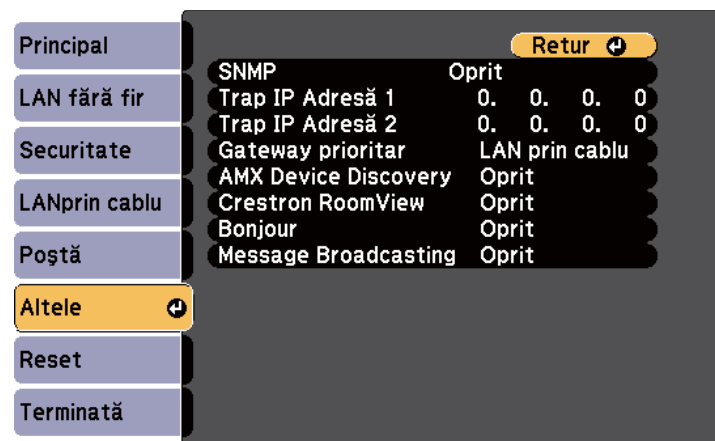 Principal
LAN fără fir
Securitate
LANprin cablu
Poştă
Altele
Reset
Terminată
Retur
SNMP Oprit
Trap IP Adresă 1 0. 0. 0. 0
Trap IP Adresă 2 0. 0. 0. 0
Gateway prioritar LAN prin cablu
AMX Device Discovery Oprit
Crestron RoomView Oprit
Bonjour Oprit
Message Broadcasting Oprit